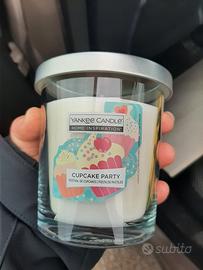 YANKEE CANDLE
HOME INSPIRATION
CUPCAKE PARTY
subito